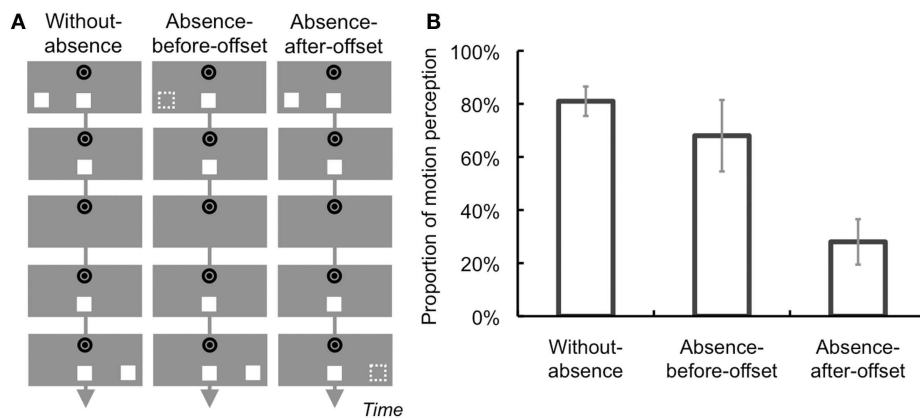 A
Without-
absence
Absence-
before-offset
Absence-
after-offset
Time
B
Proportion of motion perception
100%
80%
60%
40%
20%
0%
Without-
absence
Absence-
before-offset
Absence-
after-offset